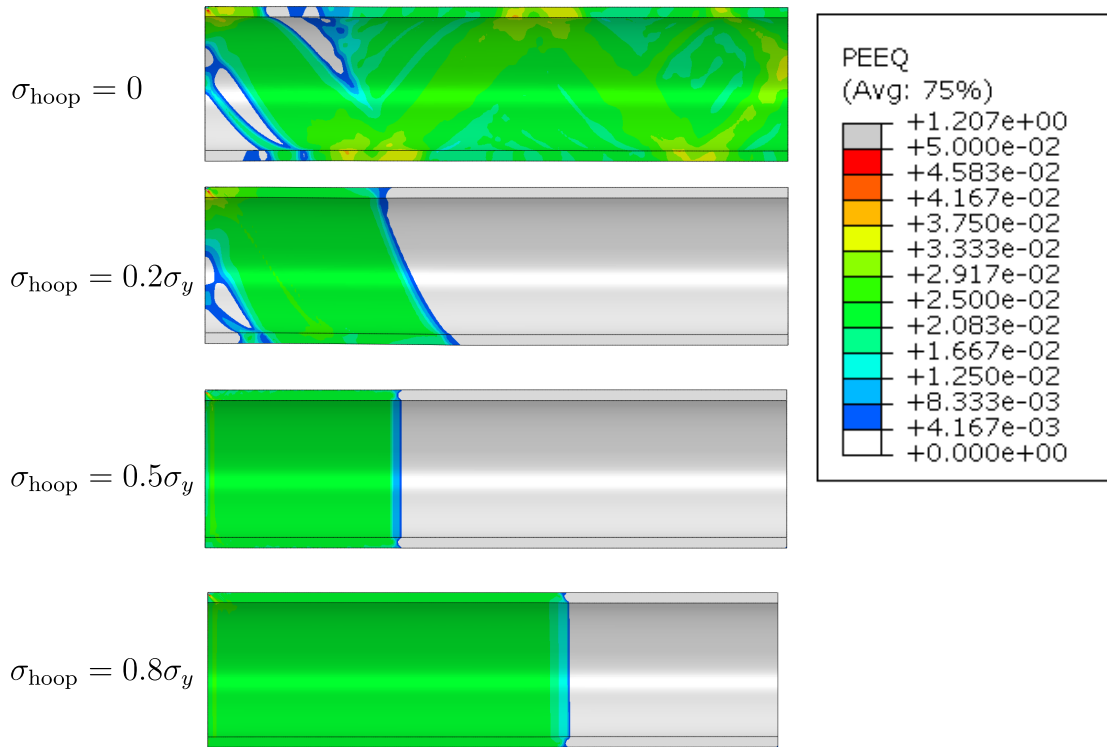 σhoop = 0
σhoop = 0.2σy
σhoop = 0.5σy
σhoop = 0.8σy
PEEQ
(Avg: 75%)
+1.207e+00
+5.000e-02
+4.583e-02
+4.167e-02
+3.750e-02
+3.333e-02
+2.917e-02
+2.500e-02
+2.083e-02
+1.667e-02
+1.250e-02
+8.333e-03
+4.167e-03
+0.000e+00